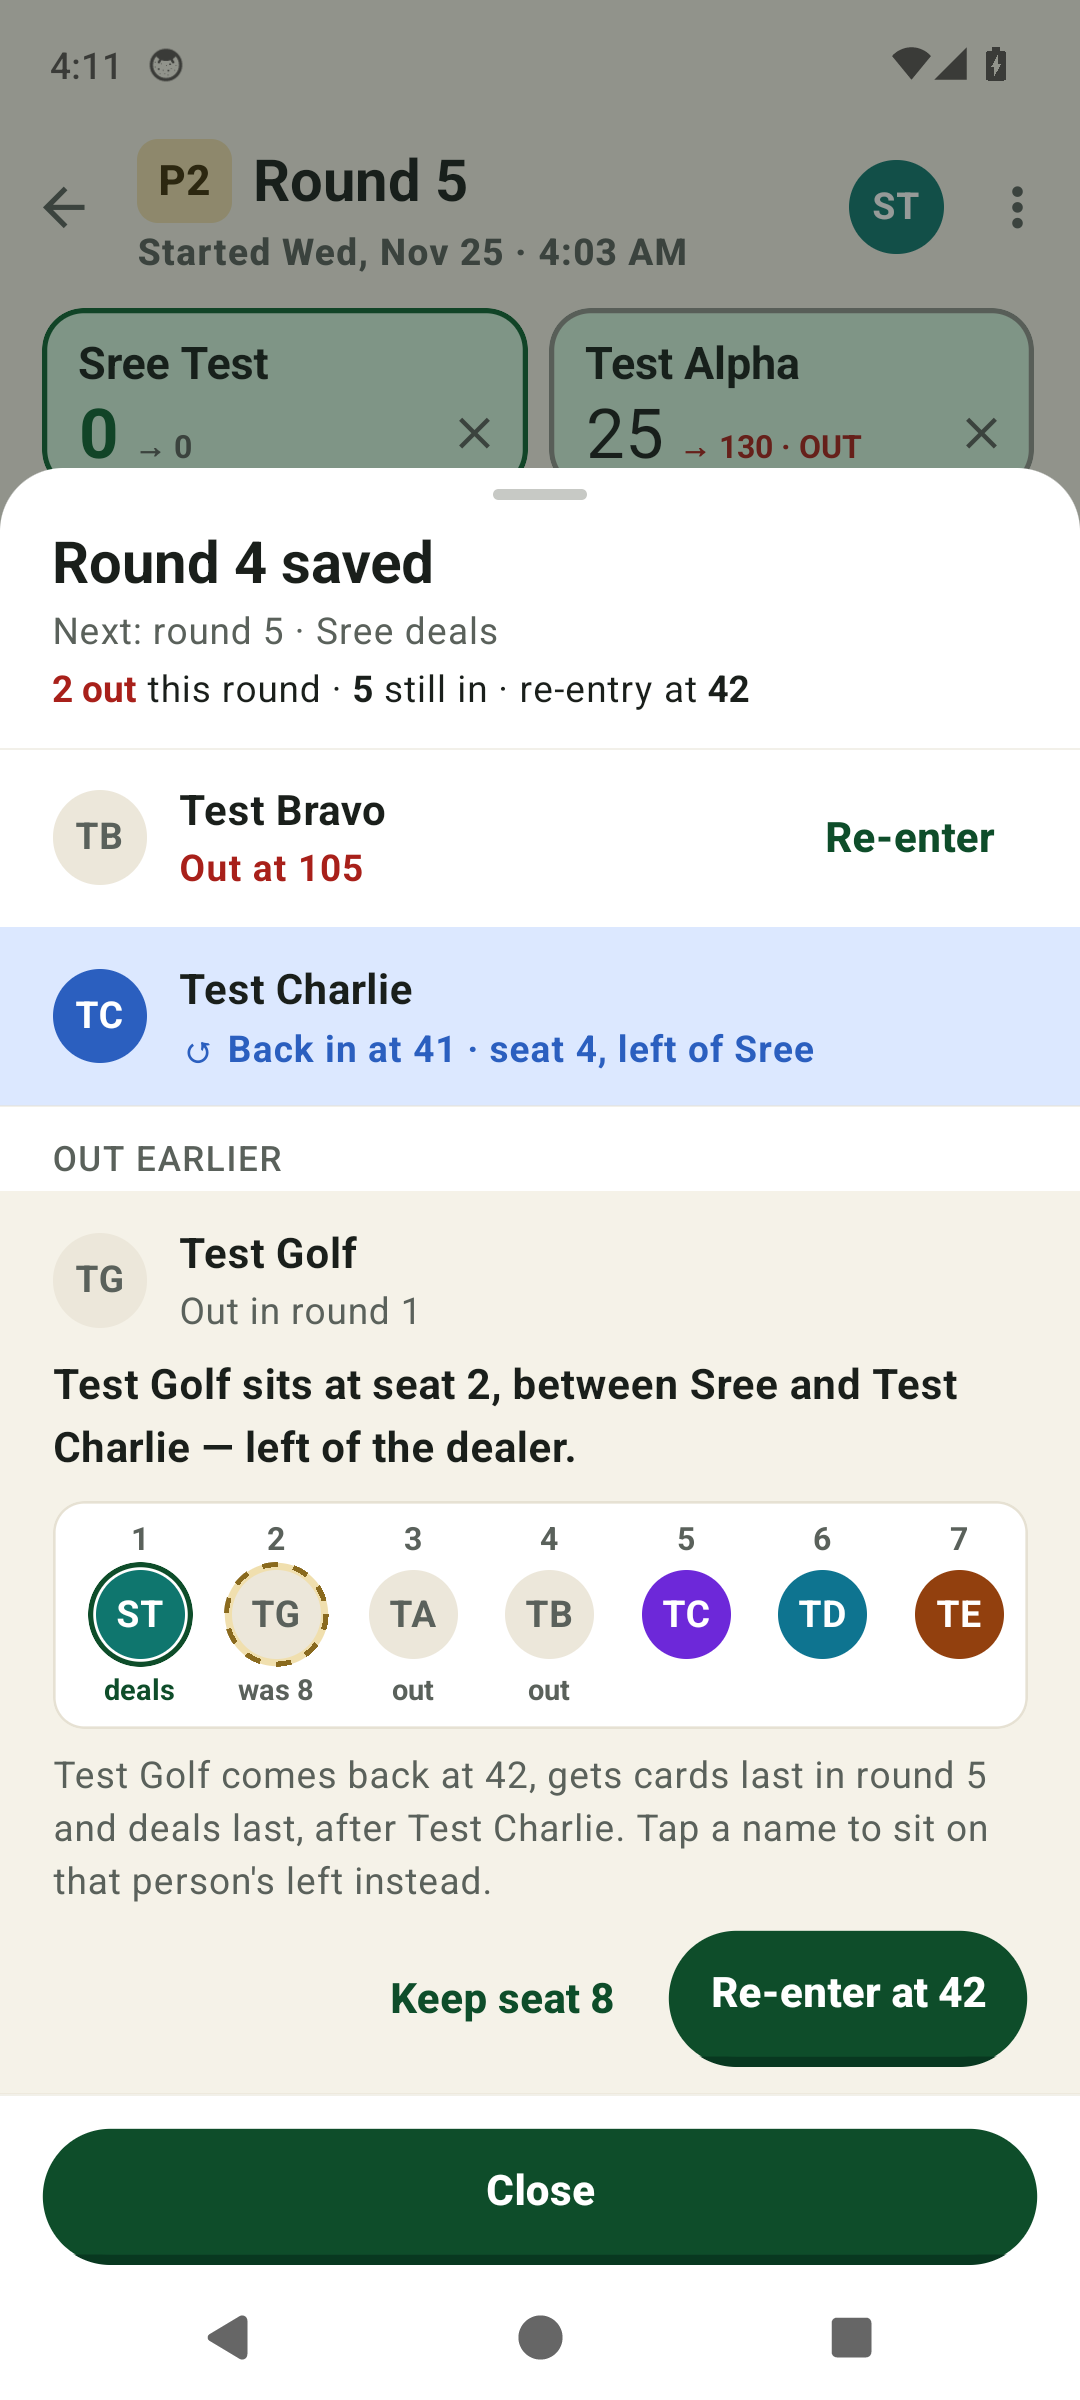 4:11
P2 Round 5
ST
Started Wed, Nov 25 · 4:03 AM
Sree Test
0 → 0
Test Alpha
25 → 130 · OUT
Round 4 saved
Next: round 5 · Sree deals
2 out this round · 5 still in · re-entry at 42
TB
Test Bravo
Out at 105
Re-enter
TC
Test Charlie
Back in at 41 · seat 4, left of Sree
OUT EARLIER
TG
Test Golf
Out in round 1
Test Golf sits at seat 2, between Sree and Test
Charlie — left of the dealer.
1 2 3 4 5 6 7
ST TG TA TB TC TD TE
deals was 8 out out
Test Golf comes back at 42, gets cards last in round 5
and deals last, after Test Charlie. Tap a name to sit on
that person's left instead.
Keep seat 8
Re-enter at 42
Close